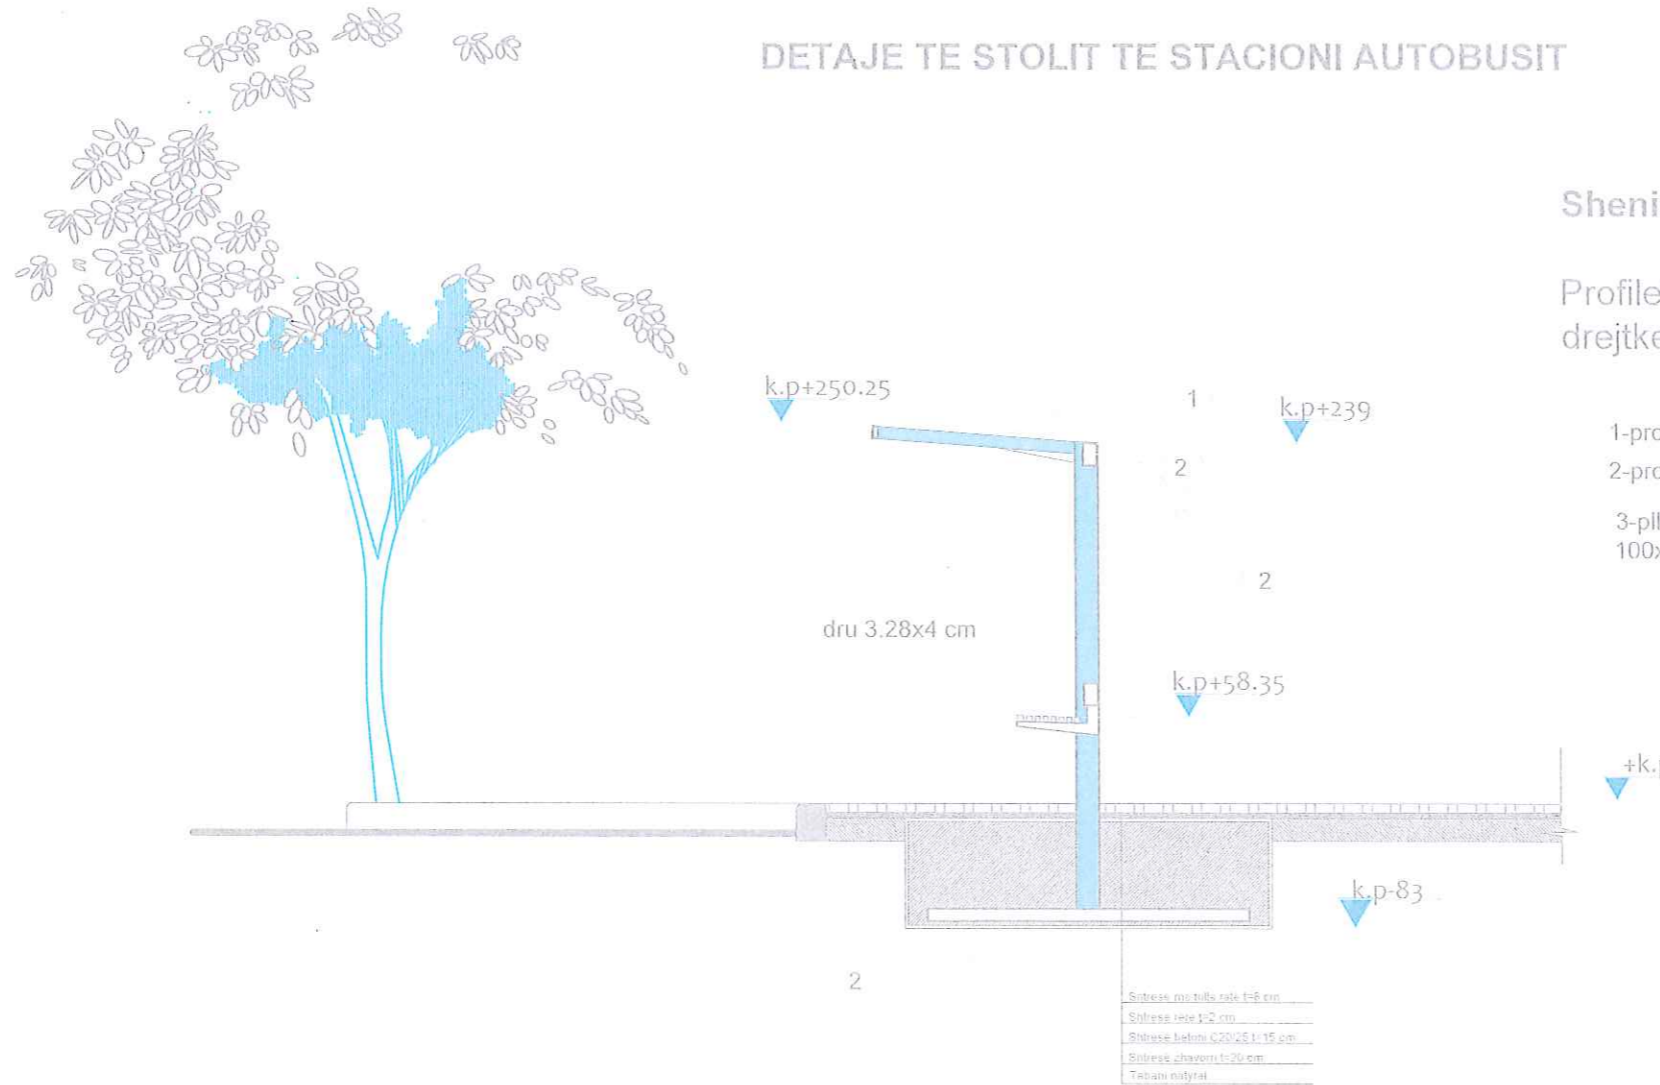 DETAJE TE STOLIT TE STACIONI AUTOBUSIT
Sheni
Profile
drejtke
k.p+250.25
1
k.p+239
1-pro
2
2-pro
3-pll
100x
2
dru 3.28x4 cm
k.p+58.35
+k.p
k.p-83
2
Shtrese me tulla rate t=6 cm
Shtrese rere t=2 cm
Shtrese betoni C20/25 t=15 cm
Shtrese zhavorri t=20 cm
Tabani natyral